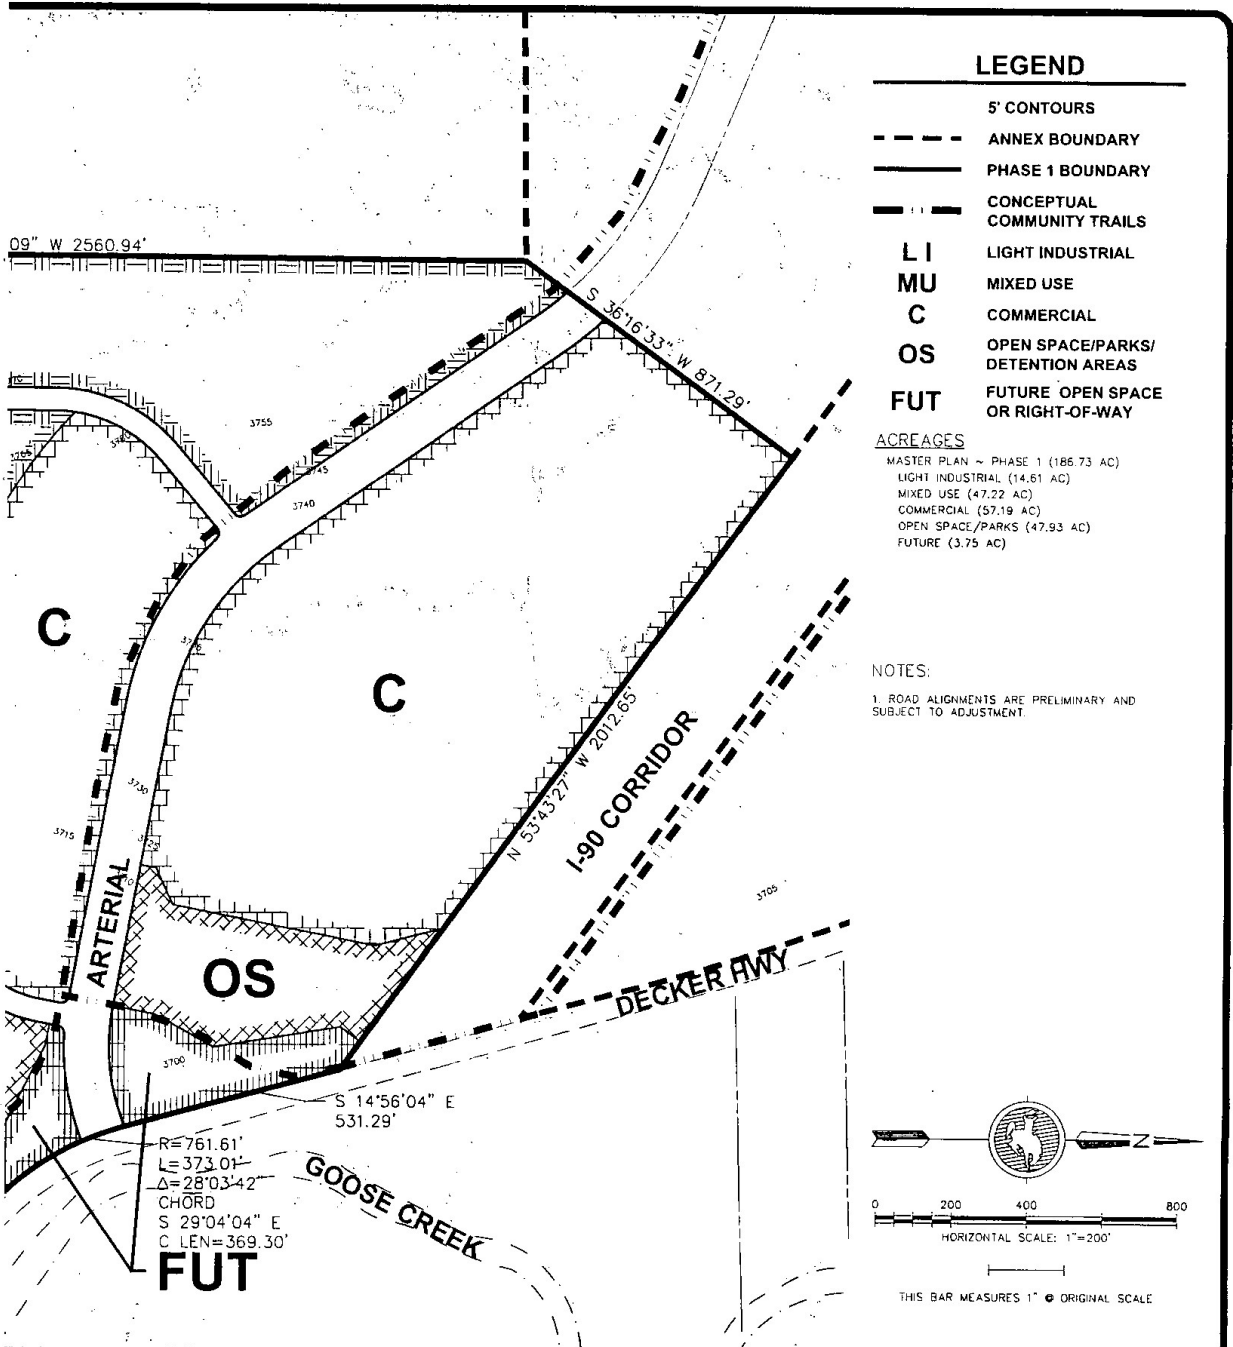 LEGEND
5' CONTOURS
ANNEX BOUNDARY
PHASE 1 BOUNDARY
CONCEPTUAL
COMMUNITY TRAILS
L I LIGHT INDUSTRIAL
MU MIXED USE
C COMMERCIAL
OS OPEN SPACE/PARKS/
DETENTION AREAS
FUT FUTURE OPEN SPACE
OR RIGHT-OF-WAY
ACREAGES
MASTER PLAN ~ PHASE 1 (186.73 AC)
LIGHT INDUSTRIAL (14.61 AC)
MIXED USE (47.22 AC)
COMMERCIAL (57.19 AC)
OPEN SPACE/PARKS (47.93 AC)
FUTURE (3.75 AC)
NOTES:
1. ROAD ALIGNMENTS ARE PRELIMINARY AND
SUBJECT TO ADJUSTMENT.
09" W 2560.94'
S 36°16'33" W 871.29'
3755
3745
3740
C
C
N 53°43'27" W 2012.65'
I-90 CORRIDOR
3730
3715
3705
ARTERIAL
OS
DECKER HWY
3700
S 14°56'04" E
531.29'
R=761.61'
L=373.01'
Δ=28°03'42"
CHORD
S 29°04'04" E
C LEN=369.30'
FUT
GOOSE CREEK
N
0 200 400 800
HORIZONTAL SCALE: 1"=200'
THIS BAR MEASURES 1" @ ORIGINAL SCALE